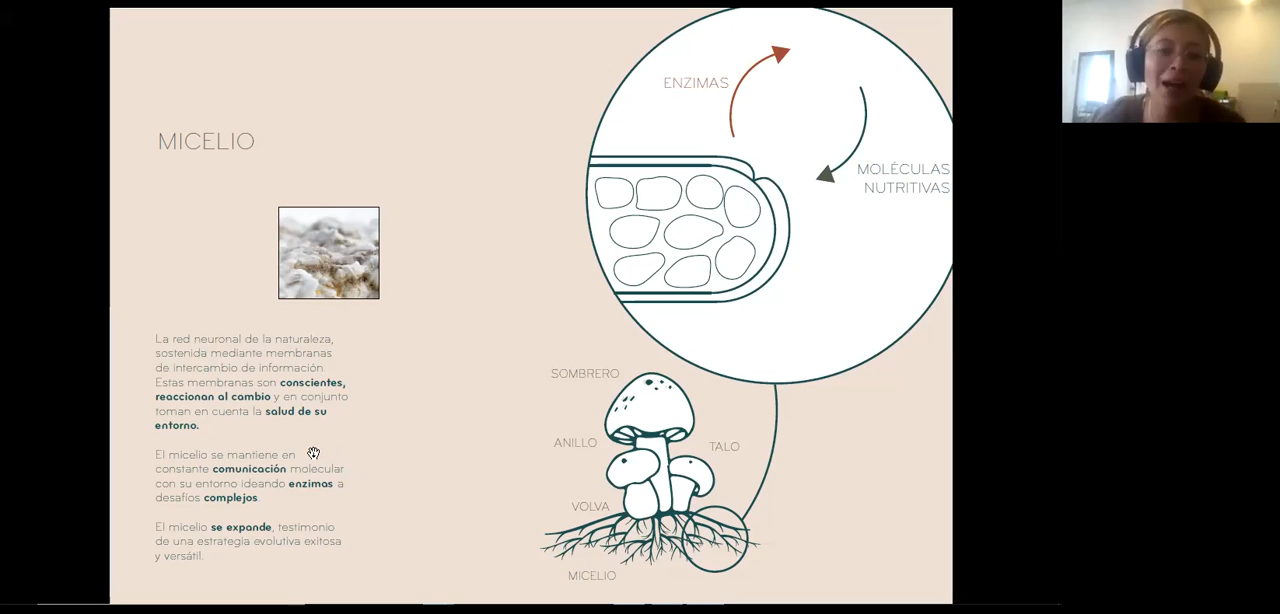 MICELIO
La red neuronal de la naturaleza,
sostenida mediante membranas
de intercambio de información.
Estas membranas son conscientes,
reaccionan al cambio y en conjunto
toman en cuenta la salud de su
entorno.
El micelio se mantiene en
constante comunicación molecular
con su entorno ideando enzimas a
desafíos complejos.
El micelio se expande, testimonio
de una estrategia evolutiva exitosa
y versátil.
ENZIMAS
MOLÉCULAS
NUTRITIVAS
SOMBRERO
ANILLO
TALO
VOLVA
MICELIO